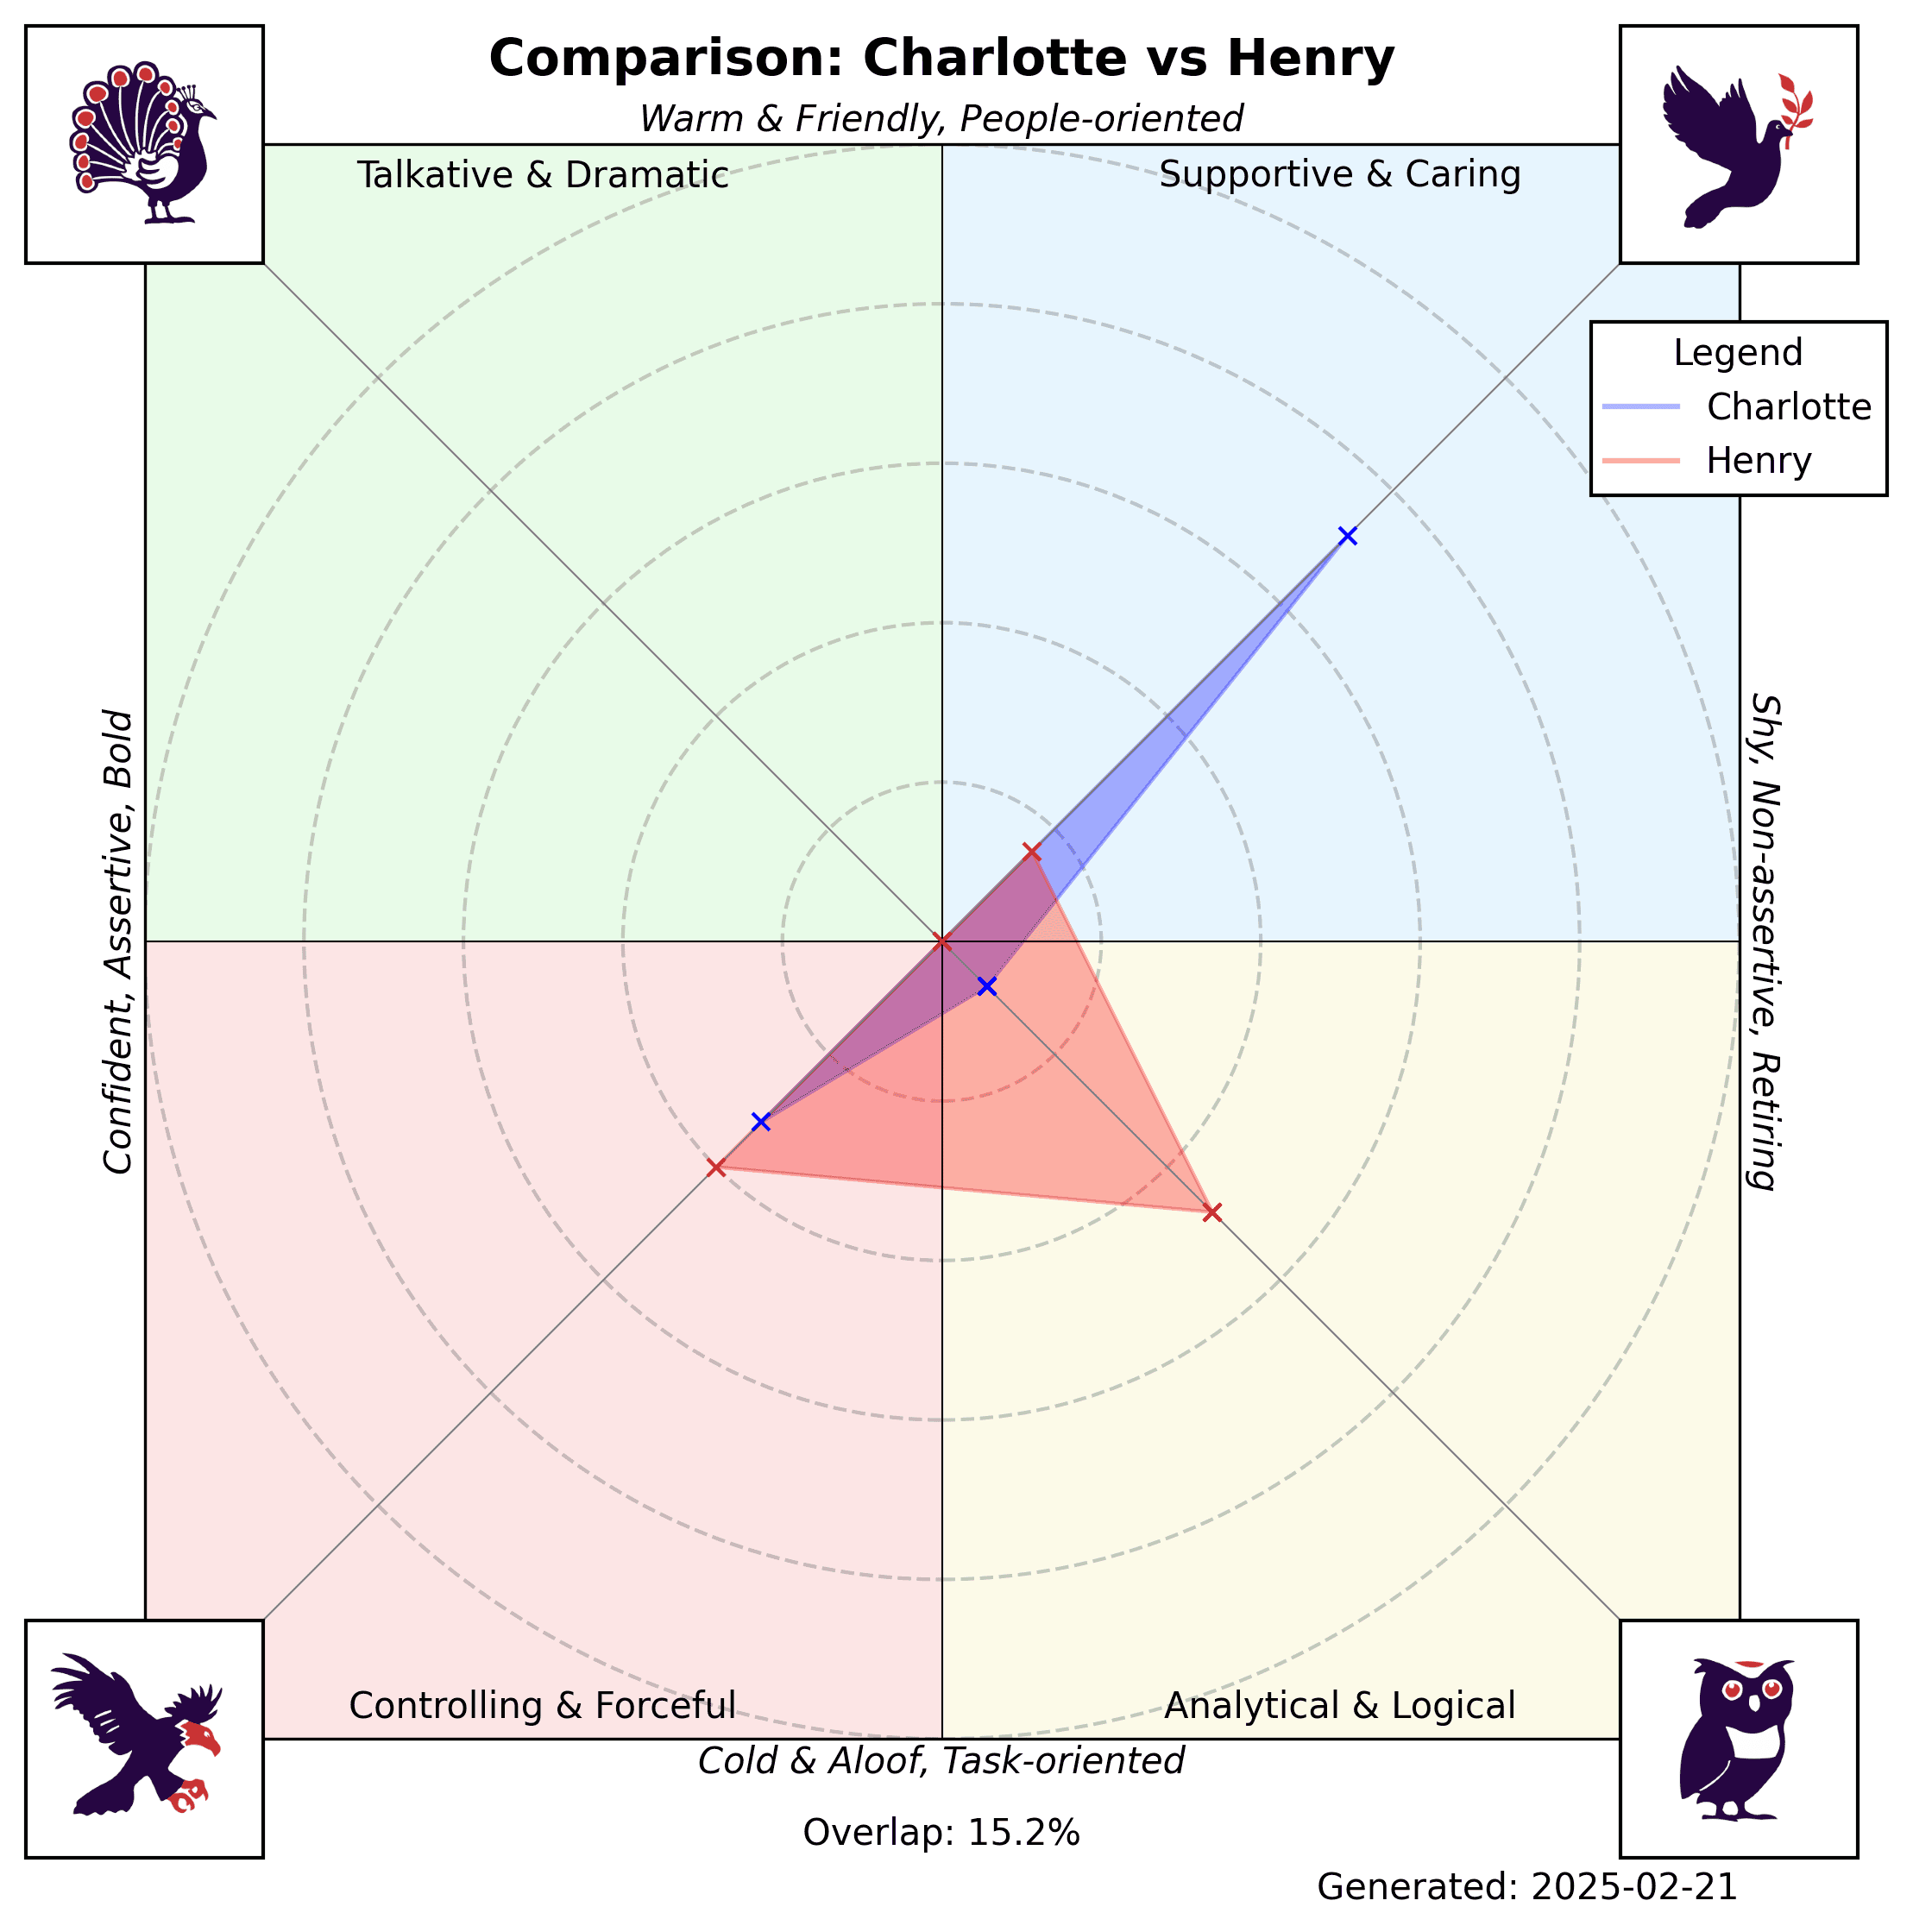 Comparison: Charlotte vs Henry
Warm & Friendly, People-oriented
Talkative & Dramatic
Supportive & Caring
Legend
Charlotte
Henry
Confident, Assertive, Bold
Shy, Non-assertive, Retiring
Controlling & Forceful
Analytical & Logical
Cold & Aloof, Task-oriented
Overlap: 15.2%
Generated: 2025-02-21